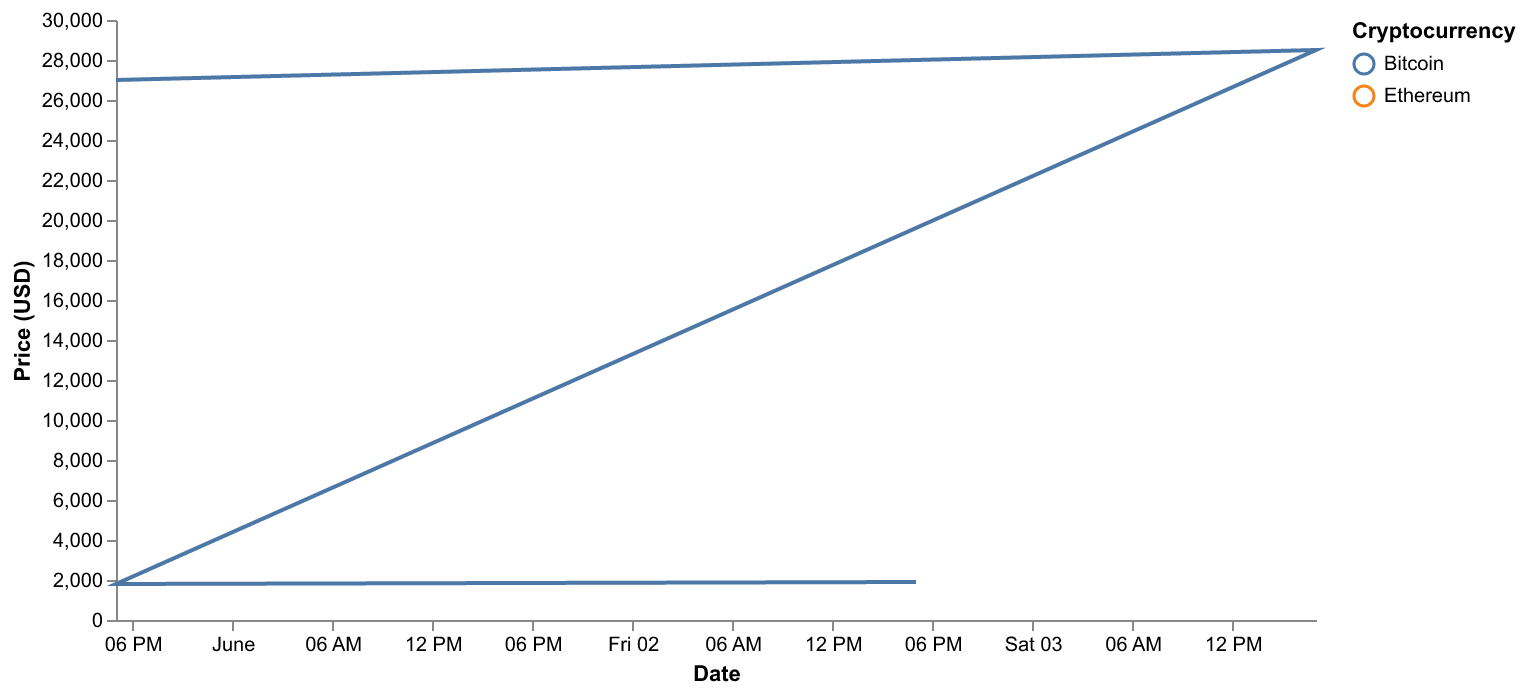 30,000
28,000
26,000
24,000
22,000
20,000
18,000
16,000
14,000
12,000
10,000
8,000
6,000
4,000
2,000
0
Price (USD)
06 PM June 06 AM 12 PM 06 PM Fri 02 06 AM 12 PM 06 PM Sat 03 06 AM 12 PM
Date
Cryptocurrency
Bitcoin
Ethereum